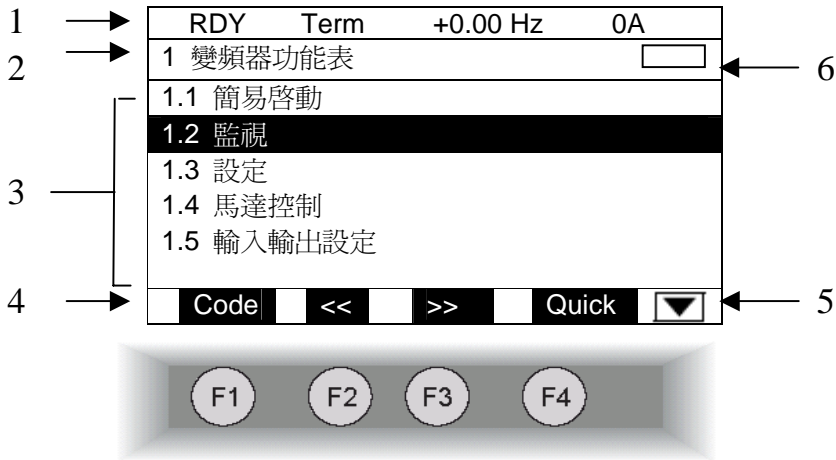 1 RDY Term +0.00 Hz 0A
2 1 變頻器功能表 6
1.1 簡易啓動
1.2 監視
3 1.3 設定
1.4 馬達控制
1.5 輸入輸出設定
4 Code << >> Quick 5
F1 F2 F3 F4